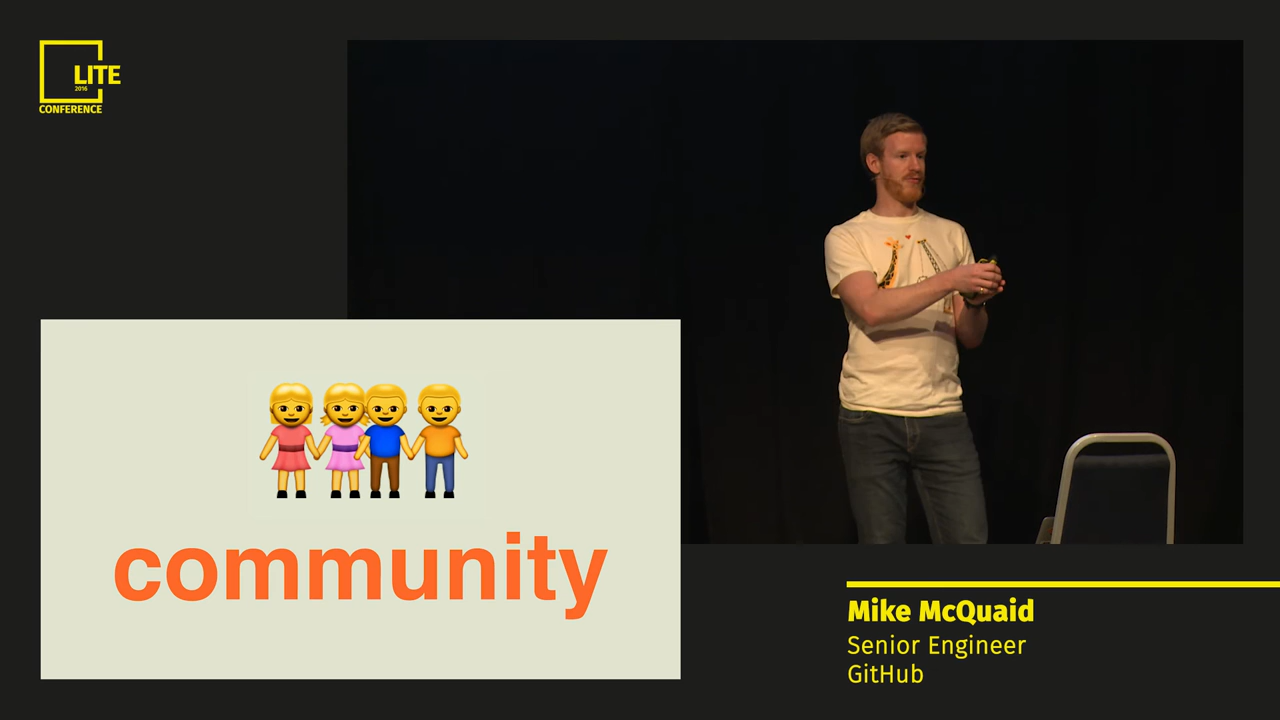 LITE
2016
CONFERENCE
community
Mike McQuaid
Senior Engineer
GitHub